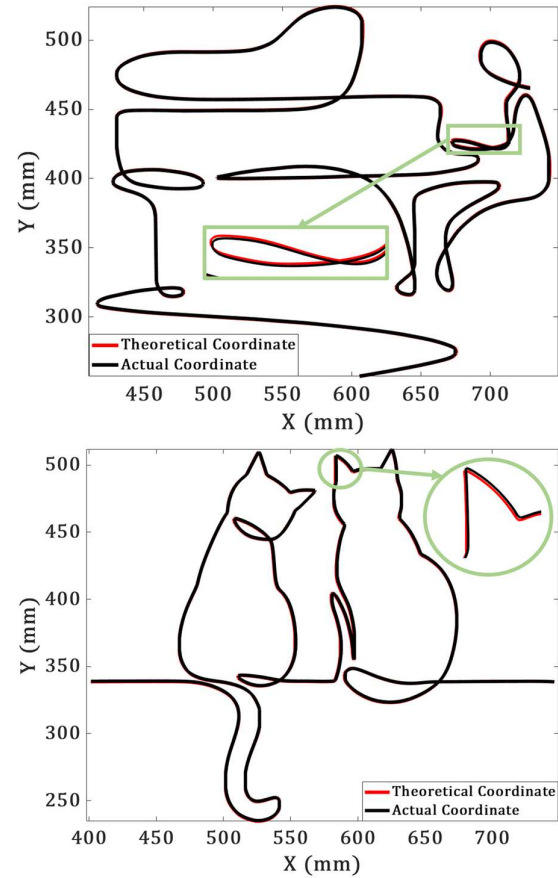 500
450
400
350
300
Y (mm)
Theoretical Coordinate
Actual Coordinate
450 500 550 600 650 700
X (mm)
500
450
400
350
300
250
Y (mm)
Theoretical Coordinate
Actual Coordinate
400 450 500 550 600 650 700
X (mm)